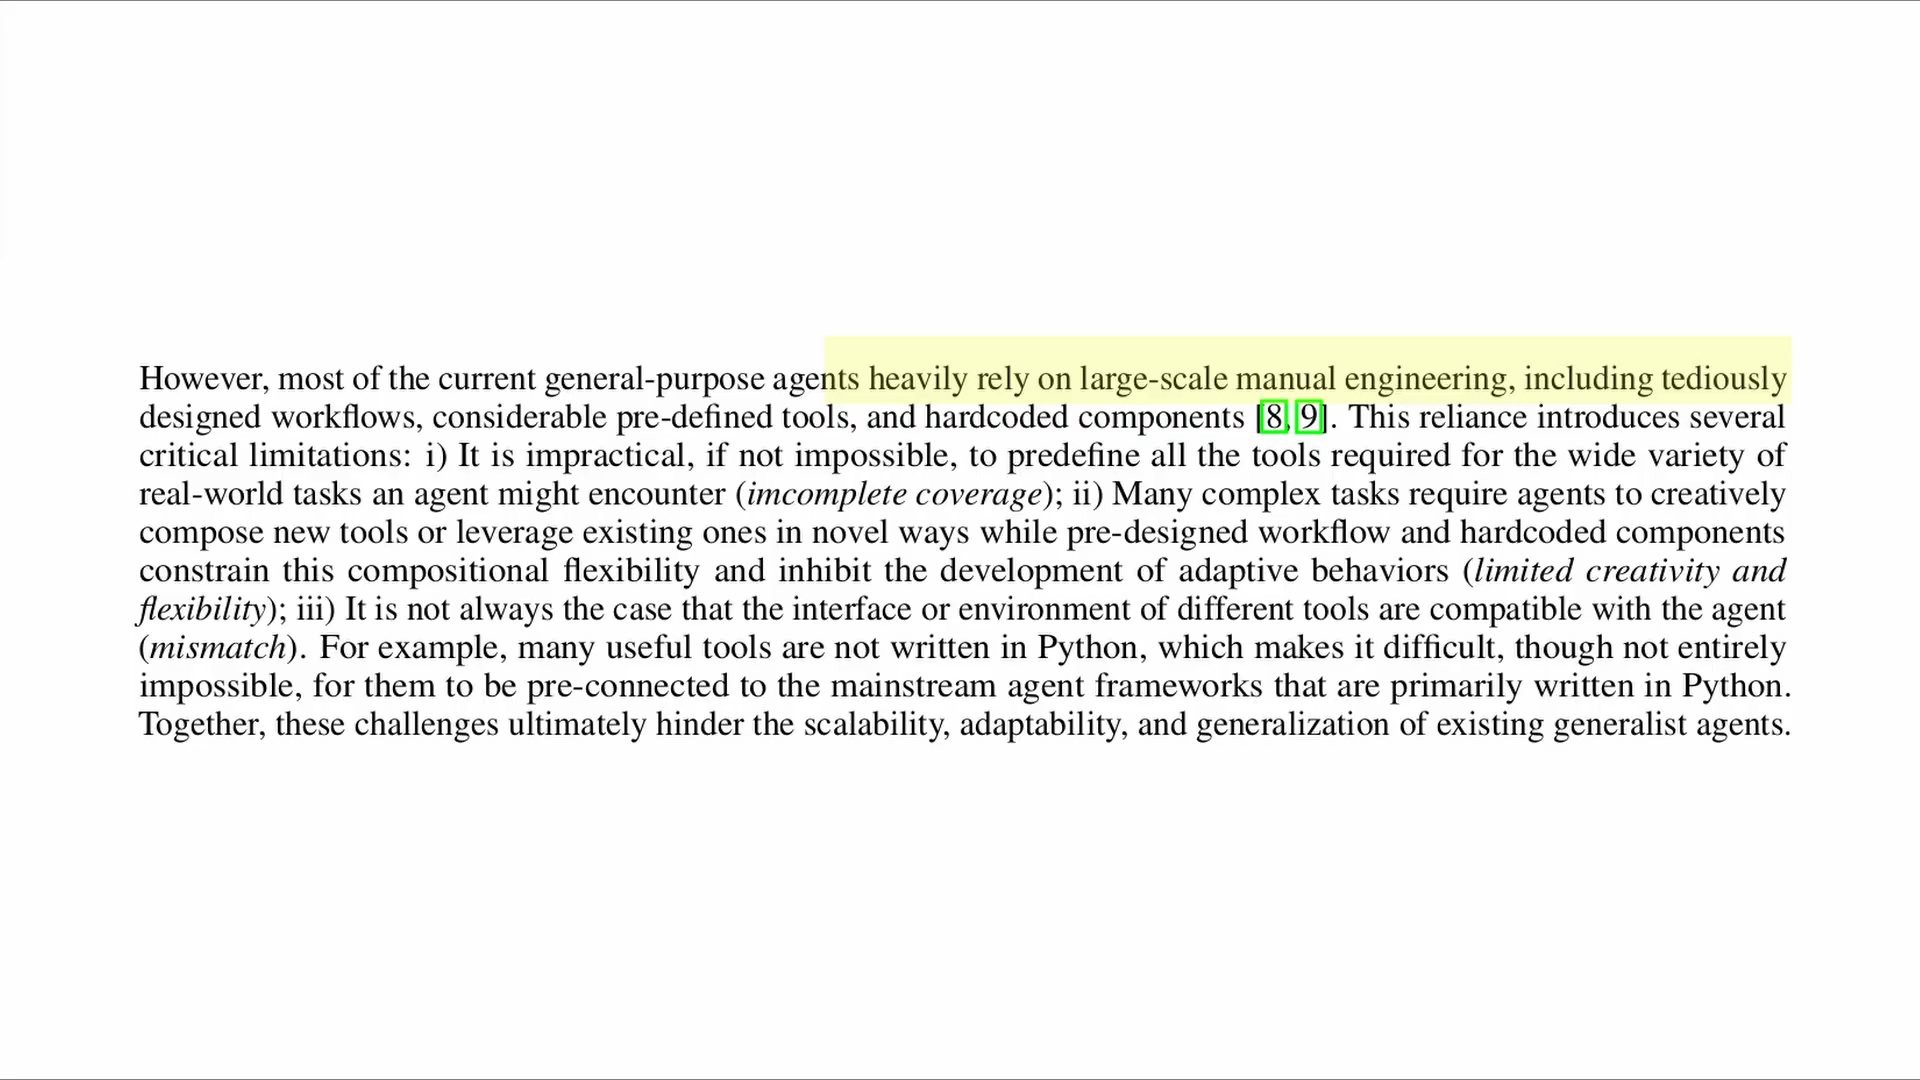 However, most of the current general-purpose agents heavily rely on large-scale manual engineering, including tediously
designed workflows, considerable pre-defined tools, and hardcoded components [8, 9]. This reliance introduces several
critical limitations: i) It is impractical, if not impossible, to predefine all the tools required for the wide variety of
real-world tasks an agent might encounter (imcomplete coverage); ii) Many complex tasks require agents to creatively
compose new tools or leverage existing ones in novel ways while pre-designed workflow and hardcoded components
constrain this compositional flexibility and inhibit the development of adaptive behaviors (limited creativity and
flexibility); iii) It is not always the case that the interface or environment of different tools are compatible with the agent
(mismatch). For example, many useful tools are not written in Python, which makes it difficult, though not entirely
impossible, for them to be pre-connected to the mainstream agent frameworks that are primarily written in Python.
Together, these challenges ultimately hinder the scalability, adaptability, and generalization of existing generalist agents.